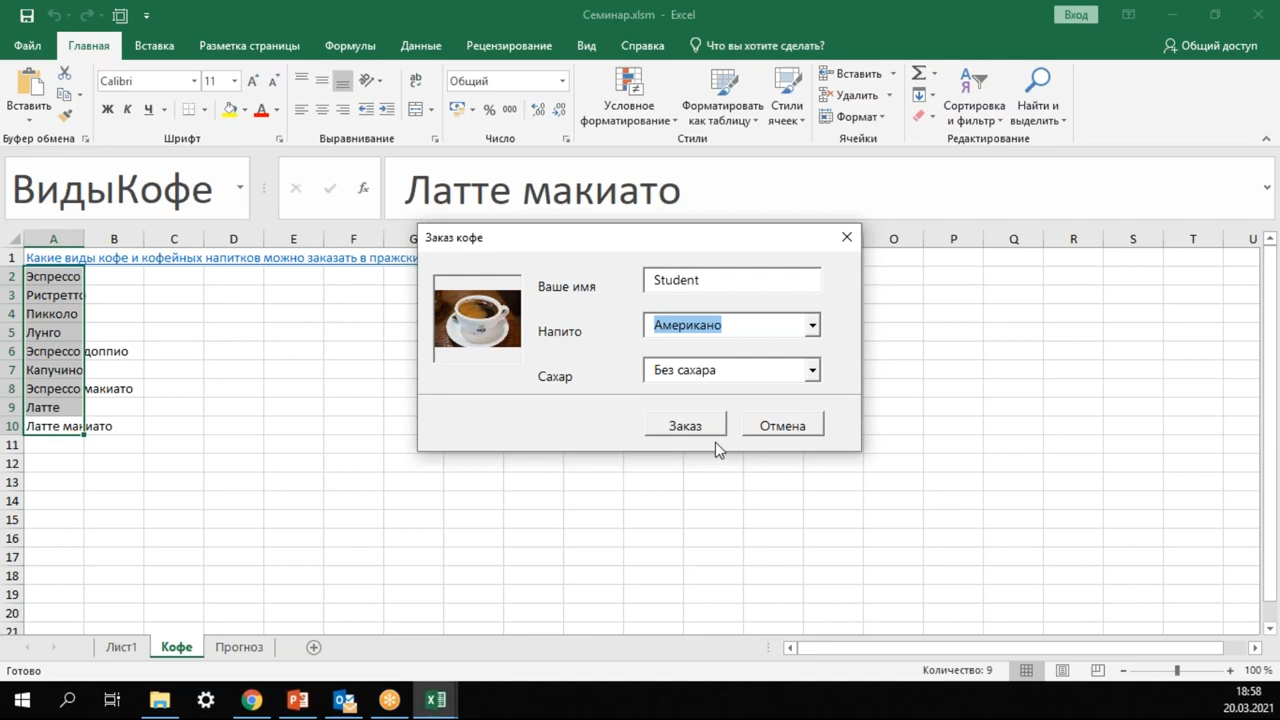 Семинар.xlsm - Excel
Вход
Файл Главная Вставка Разметка страницы Формулы Данные Рецензирование Вид Справка Что вы хотите сделать? Общий доступ
Вставить
Calibri 11
Ж К Ч
Общий
% 000
Условное форматирование
Форматировать как таблицу
Стили ячеек
Вставить
Удалить
Формат
Сортировка и фильтр
Найти и выделить
Буфер обмена Шрифт Выравнивание Число Стили Ячейки Редактирование
ВидыКофе fx Латте макиато
A B C D E F G O P Q R S T U
1 Какие виды кофе и кофейных напитков можно заказать в пражски
2 Эспрессо
3 Ристретто
4 Пикколо
5 Лунго
6 Эспрессо доппио
7 Капучино
8 Эспрессо макиато
9 Латте
10 Латте макиато
11
12
13
14
15
16
17
18
19
20
21
Заказ кофе
Ваше имя Student
Напито Американо
Сахар Без сахара
Заказ Отмена
Лист1 Кофе Прогноз
Готово Количество: 9 100 %
18:58
20.03.2021